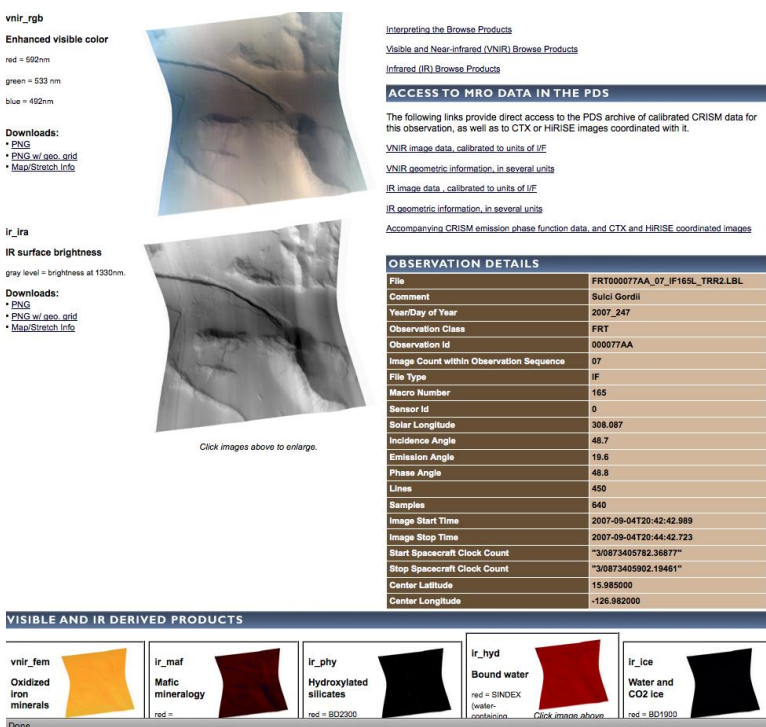 vnir_rgb
Enhanced visible color
red = 592nm
green = 533 nm
blue = 492nm
Downloads:
• PNG
• PNG w/ geo. grid
• Map/Stretch Info
ir_ira
IR surface brightness
gray level = brightness at 1330nm.
Downloads:
• PNG
• PNG w/ geo. grid
• Map/Stretch Info
Click images above to enlarge.
Interpreting the Browse Products
Visible and Near-infrared (VNIR) Browse Products
Infrared (IR) Browse Products
ACCESS TO MRO DATA IN THE PDS
The following links provide direct access to the PDS archive of calibrated CRISM data for
this observation, as well as to CTX or HiRISE images coordinated with it.
VNIR image data, calibrated to units of I/F
VNIR geometric information, in several units
IR image data , calibrated to units of I/F
IR geometric information, in several units
Accompanying CRISM emission phase function data, and CTX and HiRISE coordinated images
OBSERVATION DETAILS
File FRT000077AA_07_IF165L_TRR2.LBL
Comment Sulci Gordii
Year/Day of Year 2007_247
Observation Class FRT
Observation Id 000077AA
Image Count within Observation Sequence 07
File Type IF
Macro Number 165
Sensor Id 0
Solar Longitude 308.087
Incidence Angle 48.7
Emission Angle 19.6
Phase Angle 48.8
Lines 450
Samples 640
Image Start Time 2007-09-04T20:42:42.989
Image Stop Time 2007-09-04T20:44:42.723
Start Spacecraft Clock Count "3/0873405782.36877"
Stop Spacecraft Clock Count "3/0873405902.19461"
Center Latitude 15.985000
Center Longitude -126.982000
VISIBLE AND IR DERIVED PRODUCTS
vnir_fem
Oxidized
iron
minerals
ir_maf
Mafic
mineralogy
red =
ir_phy
Hydroxylated
silicates
red = BD2300
ir_hyd
Bound water
red = SINDEX
(water-
containing
Click image above
ir_ice
Water and
CO2 ice
red = BD1900
Done